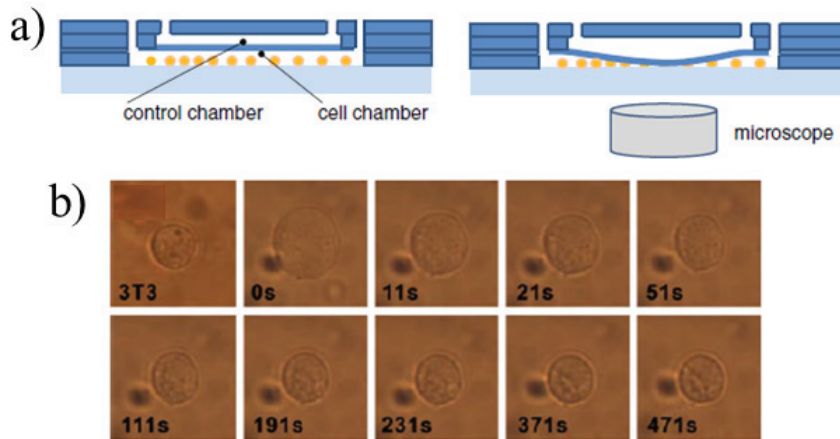 a)
control chamber
cell chamber
microscope
b)
3T3
0s
11s
21s
51s
111s
191s
231s
371s
471s